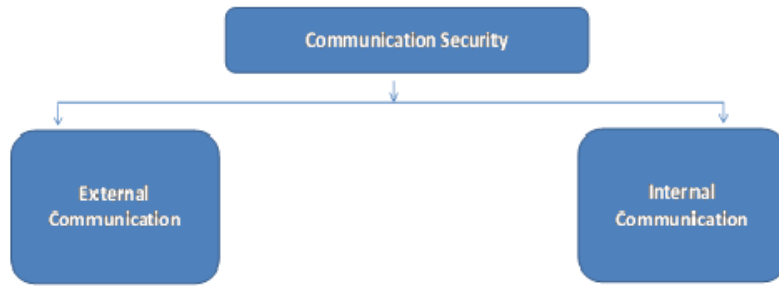 Communication Security
External
Communication
Internal
Communication